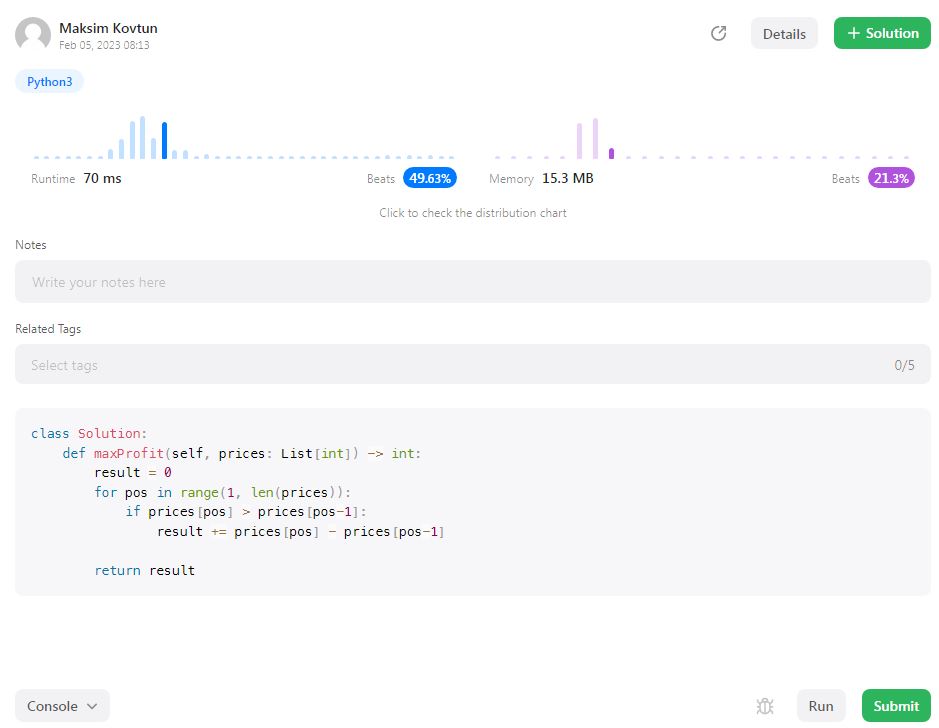 Maksim Kovtun
Feb 05, 2023 08:13
Details
+ Solution
Python3
Runtime 70 ms
Beats 49.63%
Memory 15.3 MB
Beats 21.3%
Click to check the distribution chart
Notes
Write your notes here
Related Tags
Select tags
0/5
class Solution:
    def maxProfit(self, prices: List[int]) -> int:
        result = 0
        for pos in range(1, len(prices)):
            if prices[pos] > prices[pos-1]:
                result += prices[pos] - prices[pos-1]
        return result
Console
Run
Submit